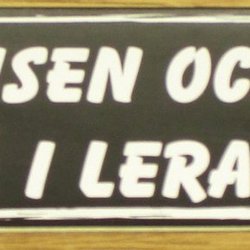 ISEN OC
I LERA